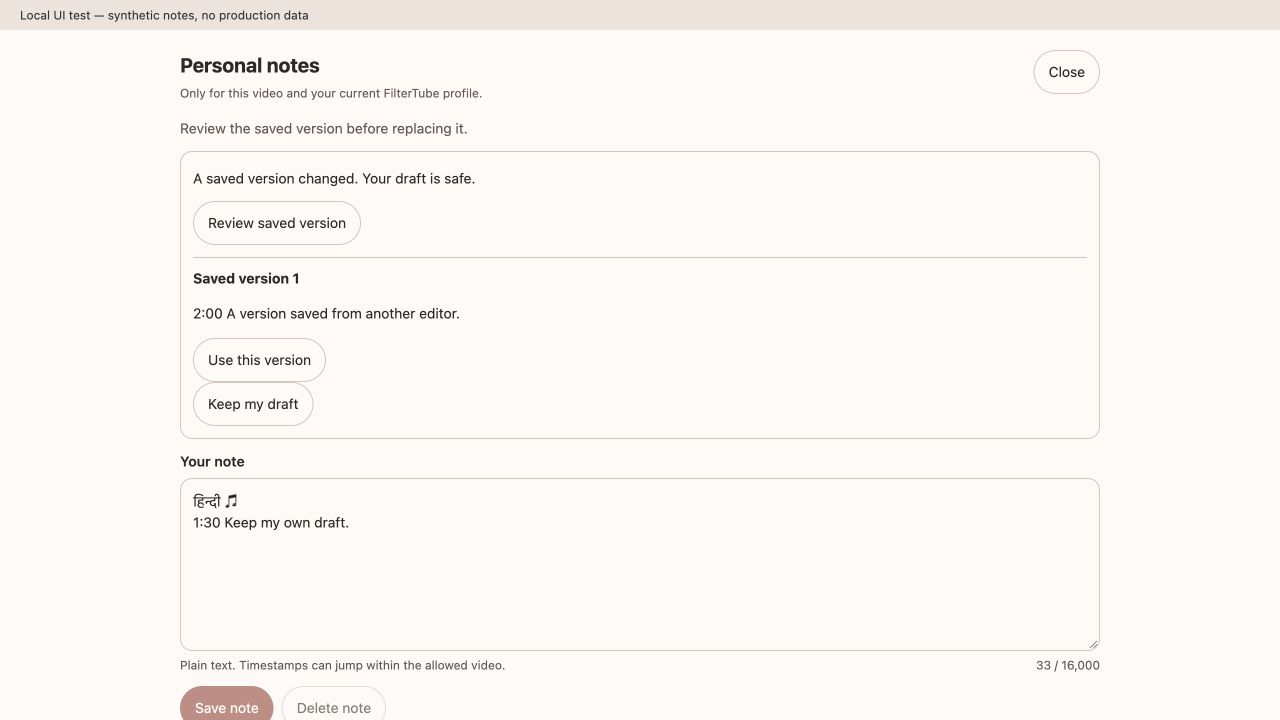 Local UI test — synthetic notes, no production data
Personal notes
Close
Only for this video and your current FilterTube profile.
Review the saved version before replacing it.
A saved version changed. Your draft is safe.
Review saved version
Saved version 1
2:00 A version saved from another editor.
Use this version
Keep my draft
Your note
हिन्दी 🎵
1:30 Keep my own draft.
Plain text. Timestamps can jump within the allowed video.
33 / 16,000
Save note
Delete note